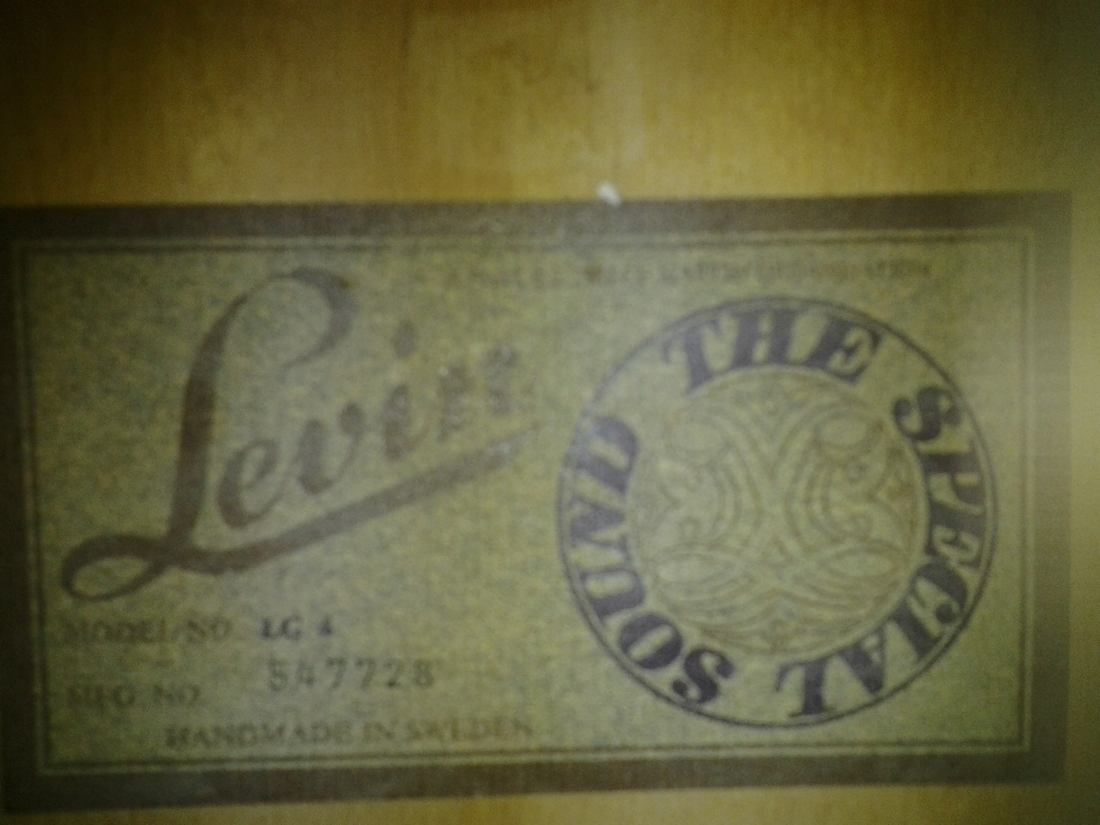 Levin
THE SPECIAL SOUND
MODEL NO. LG 4
MFG. NO. 547728
HANDMADE IN SWEDEN